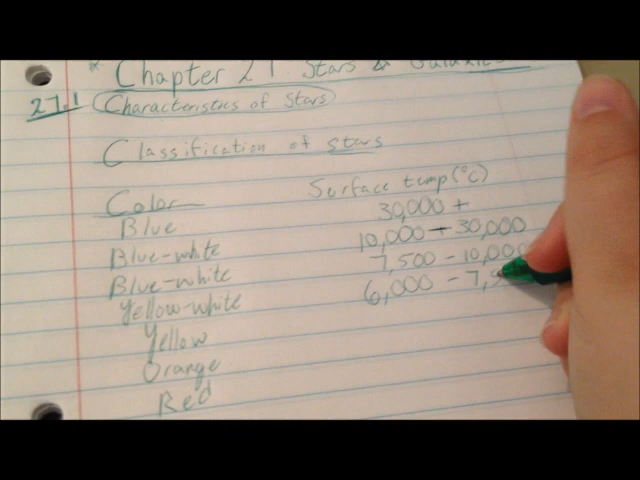 * Chapter 27 Stars &
27.1 Characteristics of Stars
Classification of stars
Color Surface temp (°C)
Blue 30,000 +
Blue-white 10,000 - 30,000
Blue-white 7,500 - 10,000
Yellow-white 6,000 - 7,5
Yellow
Orange
Red